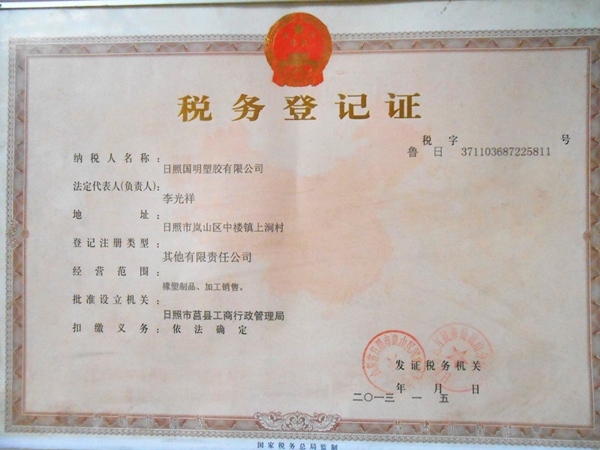 税务登记证
税字 号
鲁日 371103687225811
纳税人名称： 日照国明塑胶有限公司
法定代表人(负责人)： 李光祥
地 址： 日照市岚山区中楼镇上涧村
登记注册类型： 其他有限责任公司
经营范围： 橡塑制品、加工销售。
批准设立机关： 日照市莒县工商行政管理局
扣缴义务： 依法确定
发证税务机关
年 月 日
二〇一三 一 五
国家税务总局监制